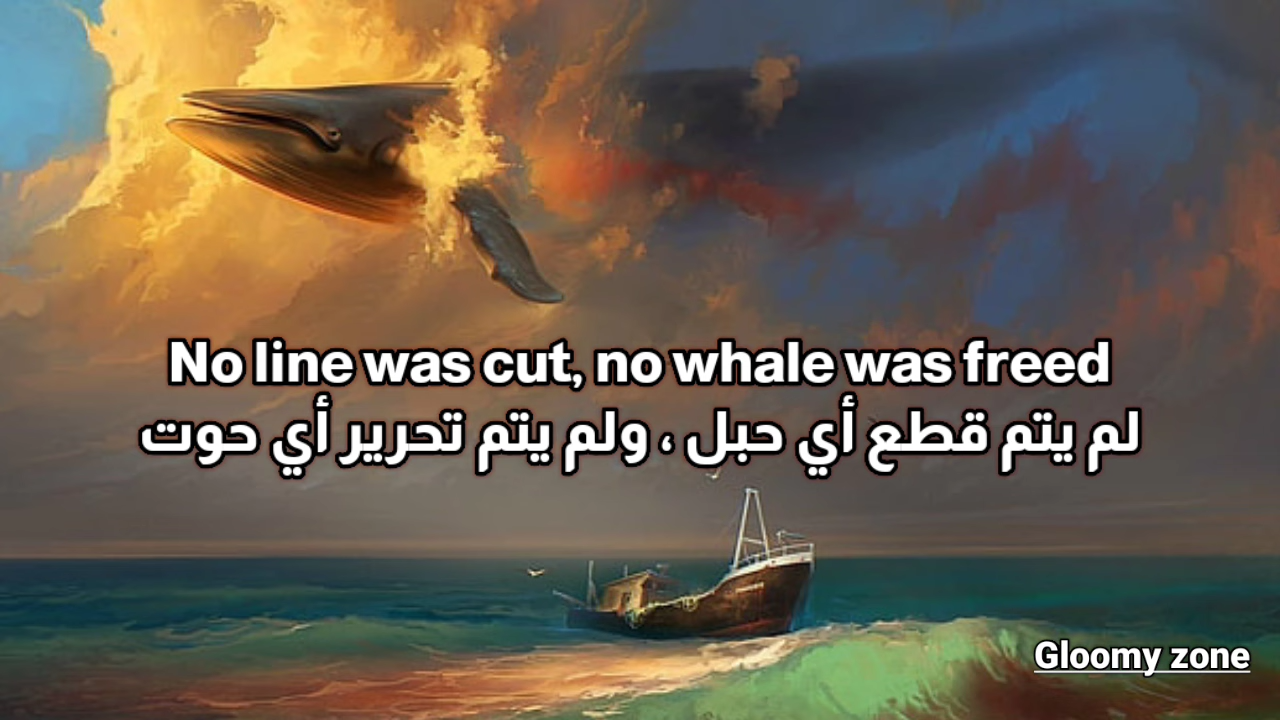 No line was cut, no whale was freed
لم يتم قطع أي حبل ، ولم يتم تحرير أي حوت
Gloomy zone